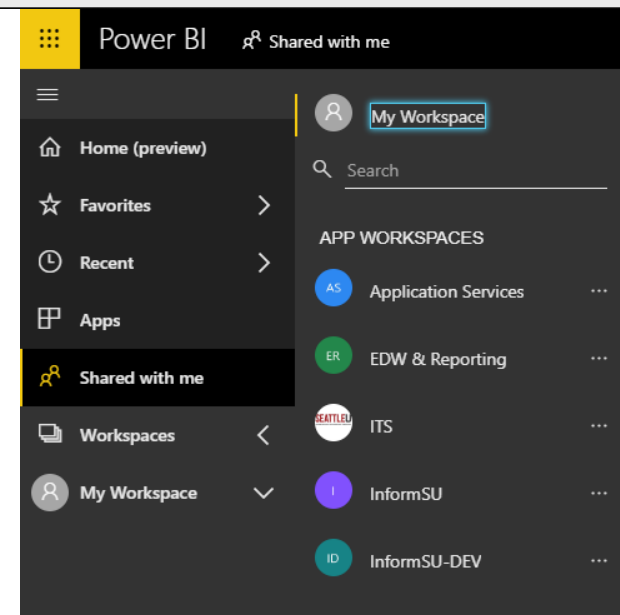 Power BI
Shared with me
Home (preview)
Favorites
Recent
Apps
Shared with me
Workspaces
My Workspace
My Workspace
Search
APP WORKSPACES
AS
Application Services
ER
EDW & Reporting
SEATTLEU
ITS
I
InformSU
ID
InformSU-DEV